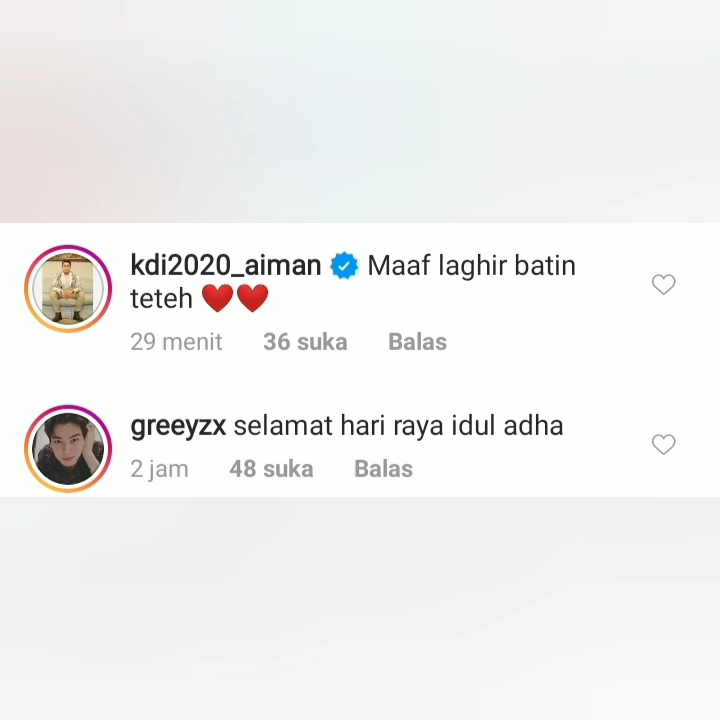 kdi2020_aiman Maaf laghir batin
teteh ❤️❤️
29 menit 36 suka Balas
greeyzx selamat hari raya idul adha
2 jam 48 suka Balas